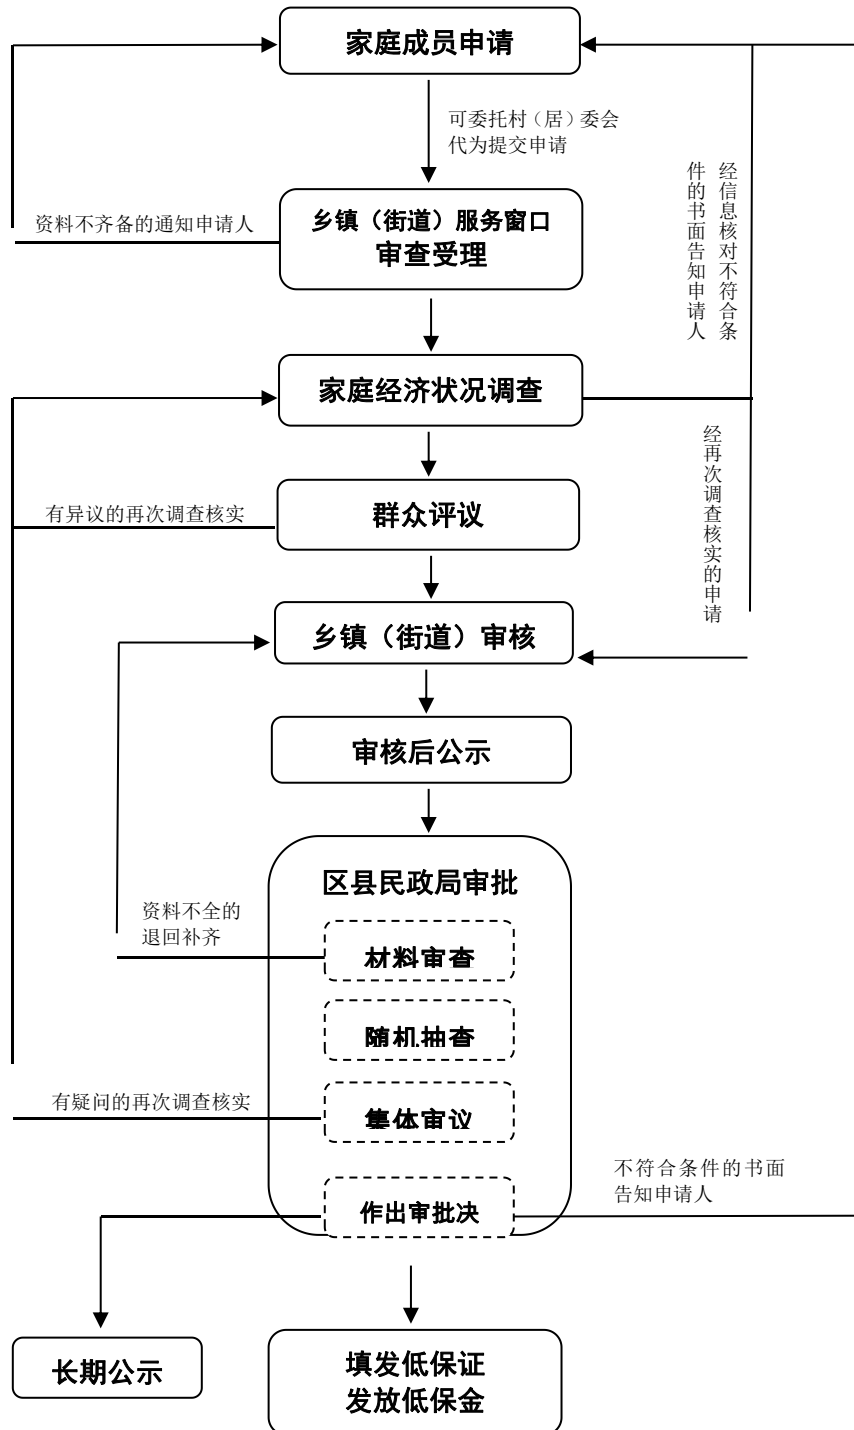 家庭成员申请
可委托村（居）委会
代为提交申请
资料不齐备的通知申请人
乡镇（街道）服务窗口
审查受理
经信息核对不符合条
件的书面告知申请人
家庭经济状况调查
经再次调查核实的申请
有异议的再次调查核实
群众评议
乡镇（街道）审核
审核后公示
区县民政局审批
资料不全的
退回补齐
材料审查
随机抽查
有疑问的再次调查核实
集体审议
不符合条件的书面
告知申请人
作出审批决
长期公示
填发低保证
发放低保金